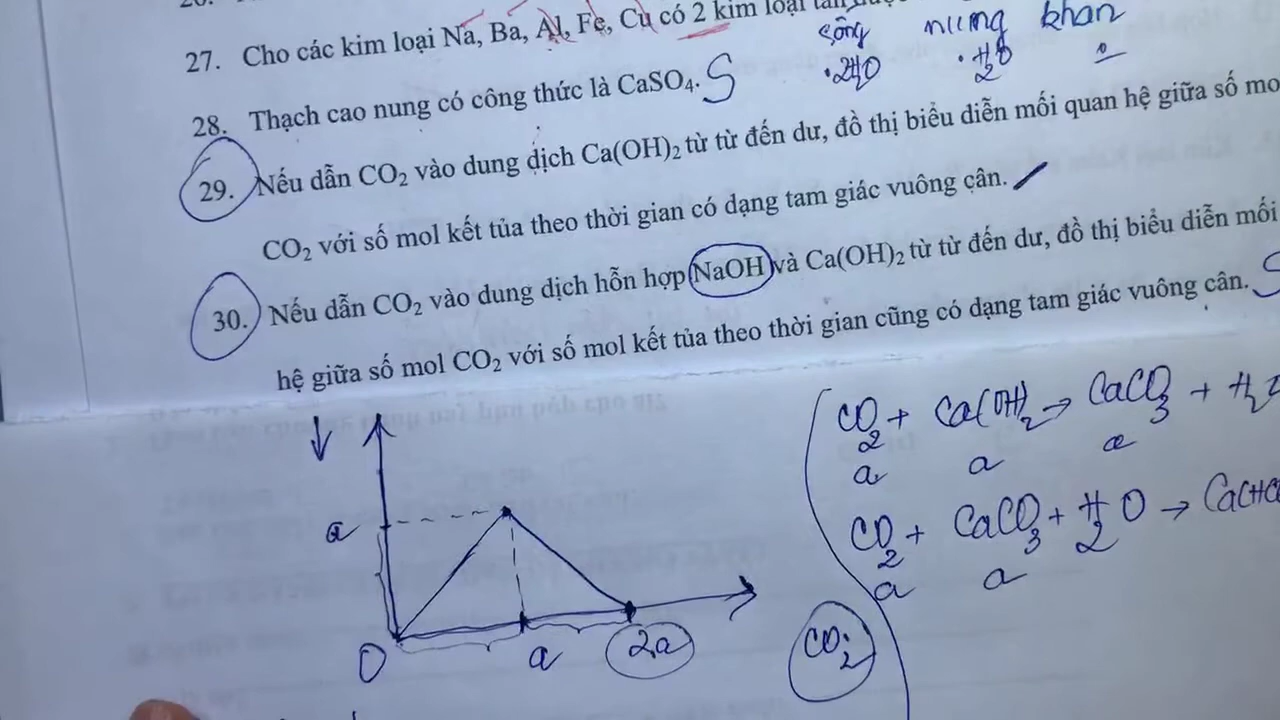 27. Cho các kim loại Na, Ba, Al, Fe, Cu có 2 kim loại
sống nung khan
.2H2O .H2O 0
28. Thạch cao nung có công thức là CaSO4. S
29. Nếu dẫn CO2 vào dung dịch Ca(OH)2 từ từ đến dư, đồ thị biểu diễn mối quan hệ giữa số mo
CO2 với số mol kết tủa theo thời gian có dạng tam giác vuông cân.
30. Nếu dẫn CO2 vào dung dịch hỗn hợp NaOH và Ca(OH)2 từ từ đến dư, đồ thị biểu diễn mối
hệ giữa số mol CO2 với số mol kết tủa theo thời gian cũng có dạng tam giác vuông cân. S
CO2 + Ca(OH)2 → CaCO3 + H2O
a a a
CO2 + CaCO3 + H2O → Ca(HC
a a
↓
a
O a 2a
CO2